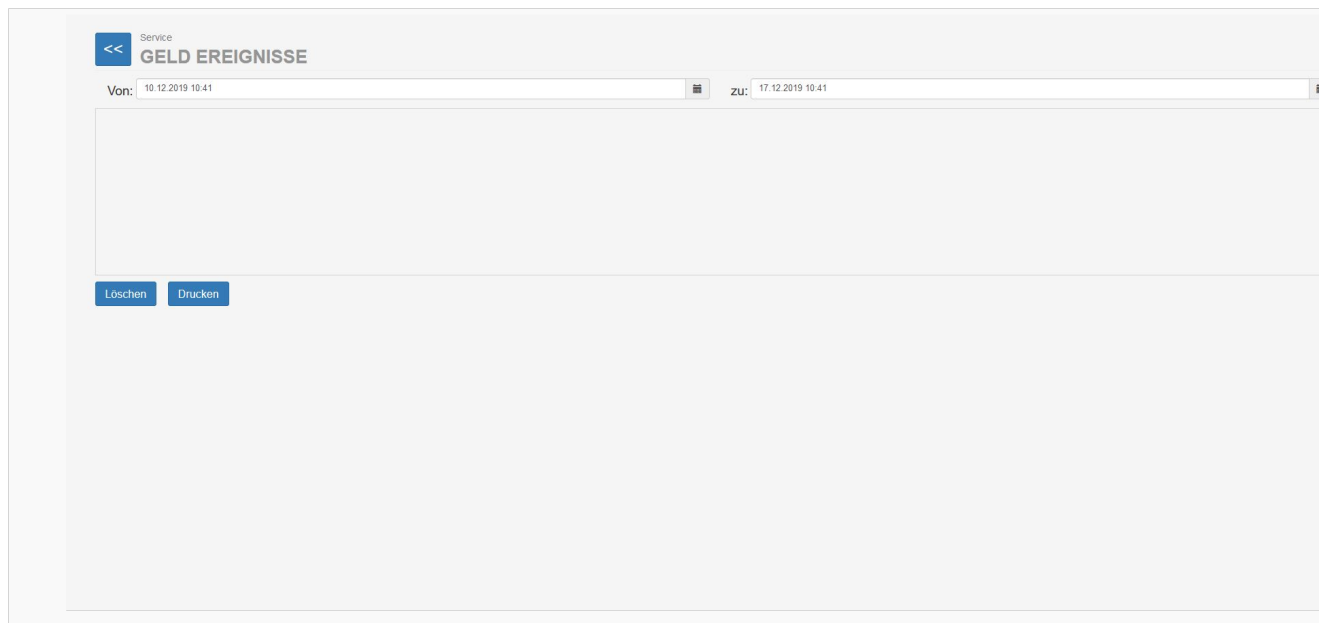 <<
Service
GELD EREIGNISSE
Von: 10.12.2019 10:41 zu: 17.12.2019 10:41
Löschen Drucken